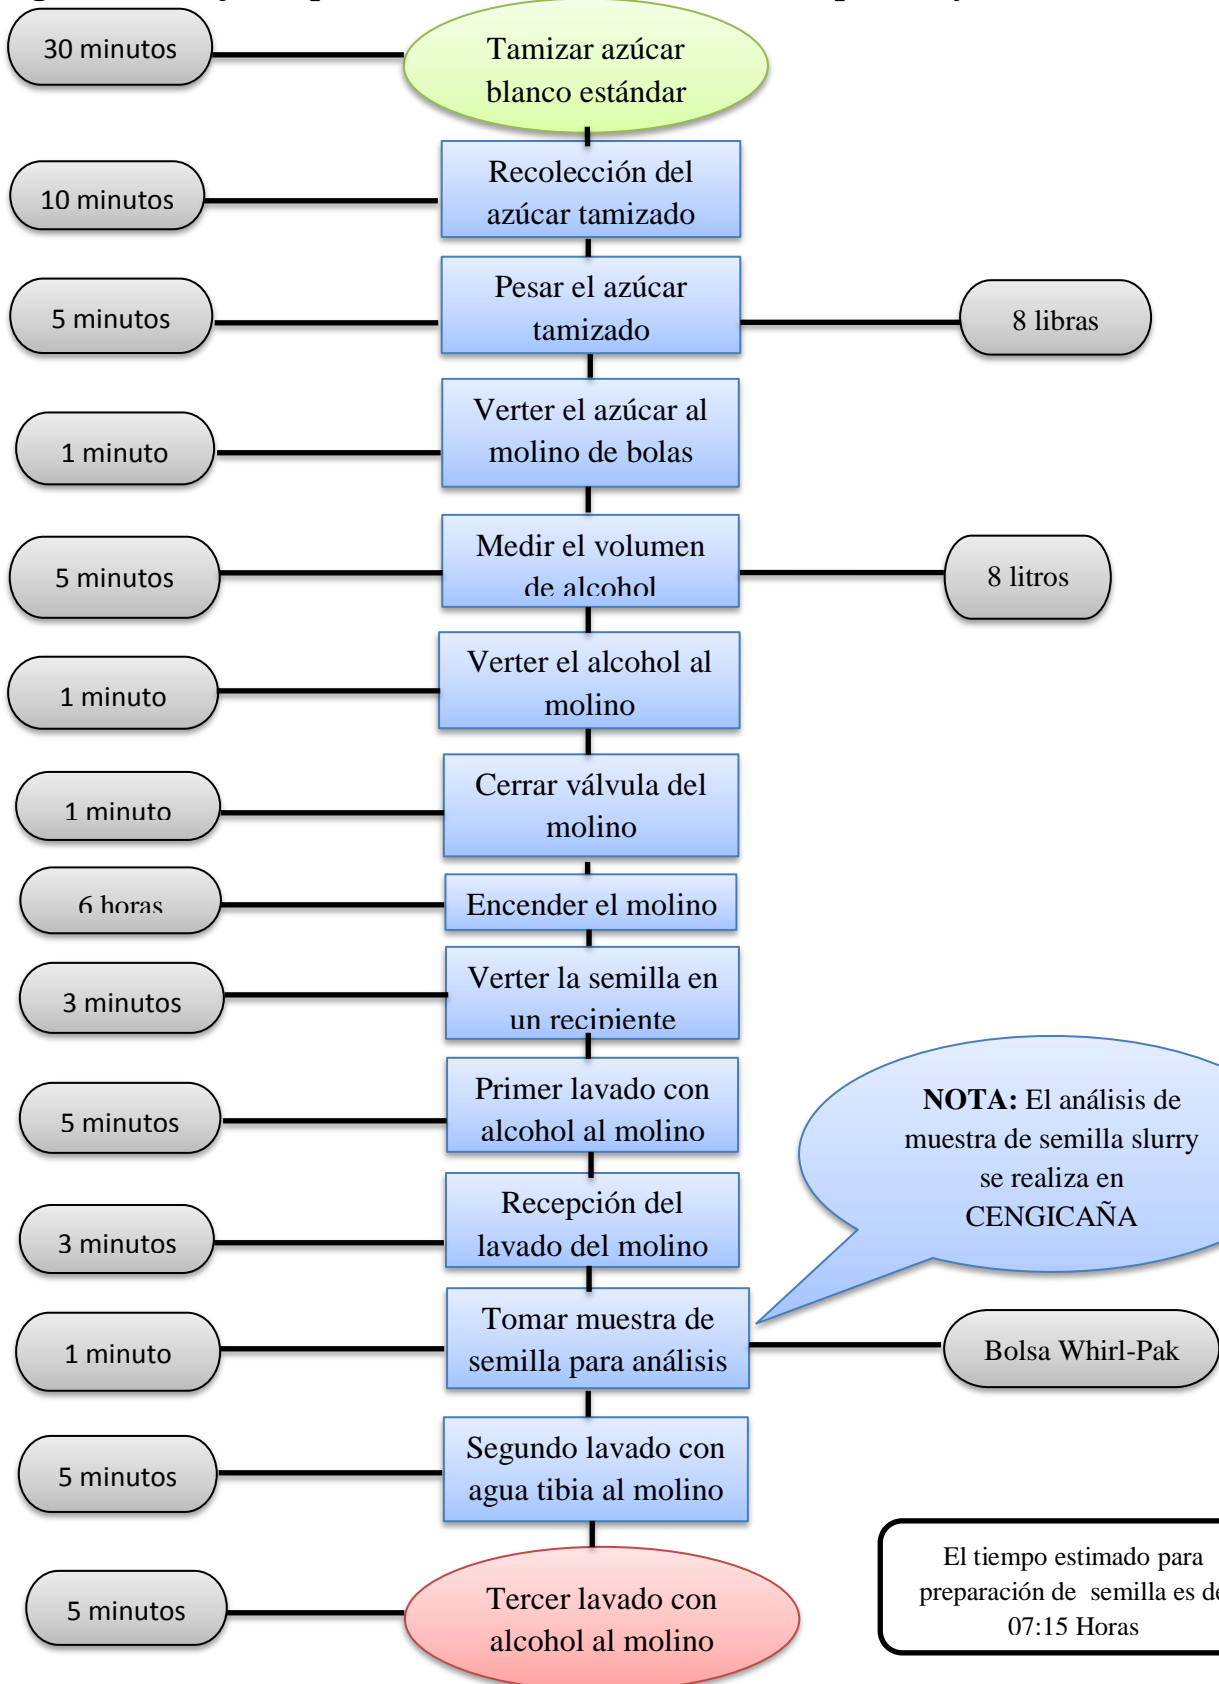 30 minutos
Tamizar azúcar
blanco estándar
10 minutos
Recolección del
azúcar tamizado
5 minutos
Pesar el azúcar
tamizado
8 libras
1 minuto
Verter el azúcar al
molino de bolas
5 minutos
Medir el volumen
de alcohol
8 litros
1 minuto
Verter el alcohol al
molino
1 minuto
Cerrar válvula del
molino
6 horas
Encender el molino
3 minutos
Verter la semilla en
un recipiente
5 minutos
Primer lavado con
alcohol al molino
NOTA: El análisis de
muestra de semilla slurry
se realiza en
CENGICAÑA
3 minutos
Recepción del
lavado del molino
1 minuto
Tomar muestra de
semilla para análisis
Bolsa Whirl-Pak
5 minutos
Segundo lavado con
agua tibia al molino
5 minutos
Tercer lavado con
alcohol al molino
El tiempo estimado para
preparación de semilla es de
07:15 Horas